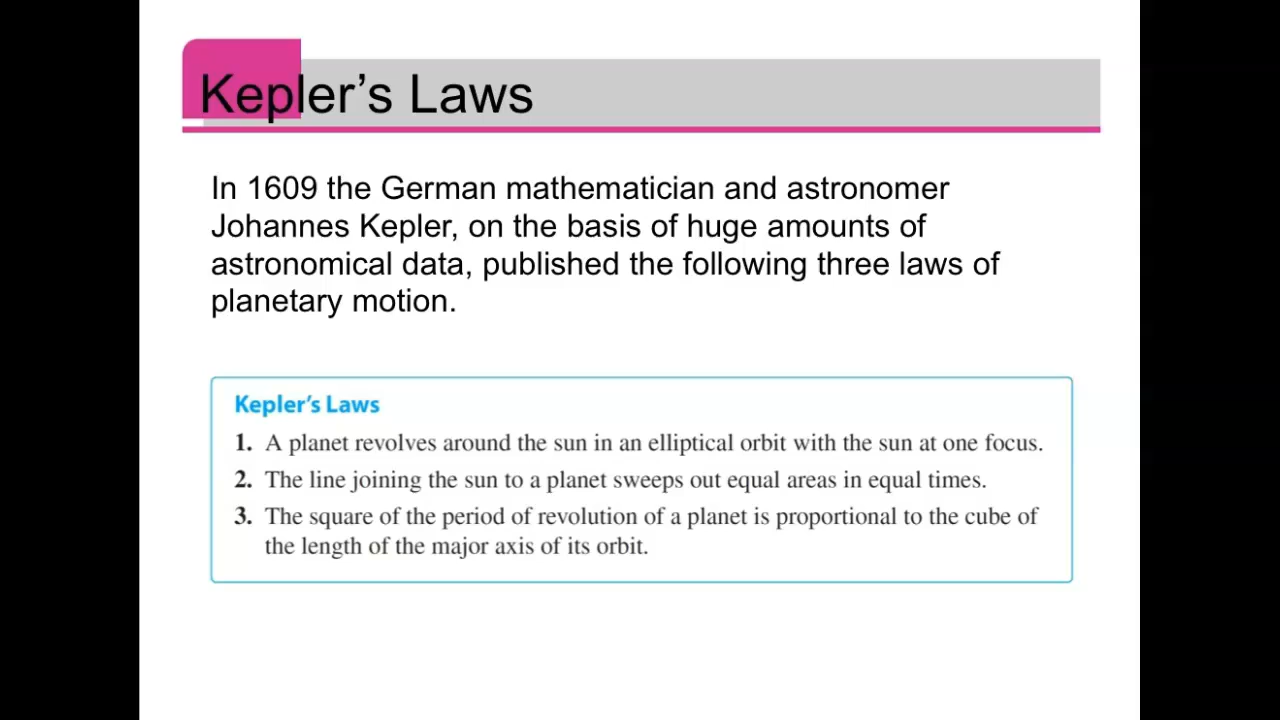 Kepler’s Laws
In 1609 the German mathematician and astronomer
Johannes Kepler, on the basis of huge amounts of
astronomical data, published the following three laws of
planetary motion.
Kepler’s Laws
1. A planet revolves around the sun in an elliptical orbit with the sun at one focus.
2. The line joining the sun to a planet sweeps out equal areas in equal times.
3. The square of the period of revolution of a planet is proportional to the cube of
the length of the major axis of its orbit.